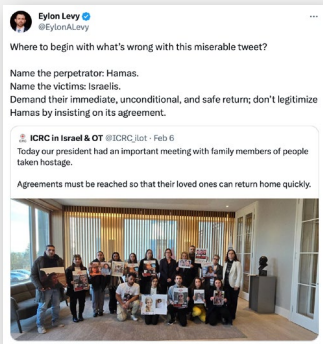 Eylon Levy
@EylonALevy
Where to begin with what's wrong with this miserable tweet?
Name the perpetrator: Hamas.
Name the victims: Israelis.
Demand their immediate, unconditional, and safe return; don't legitimize
Hamas by insisting on its agreement.
ICRC in Israel & OT @ICRC_ilot · Feb 6
Today our president had an important meeting with family members of people
taken hostage.
Agreements must be reached so that their loved ones can return home quickly.